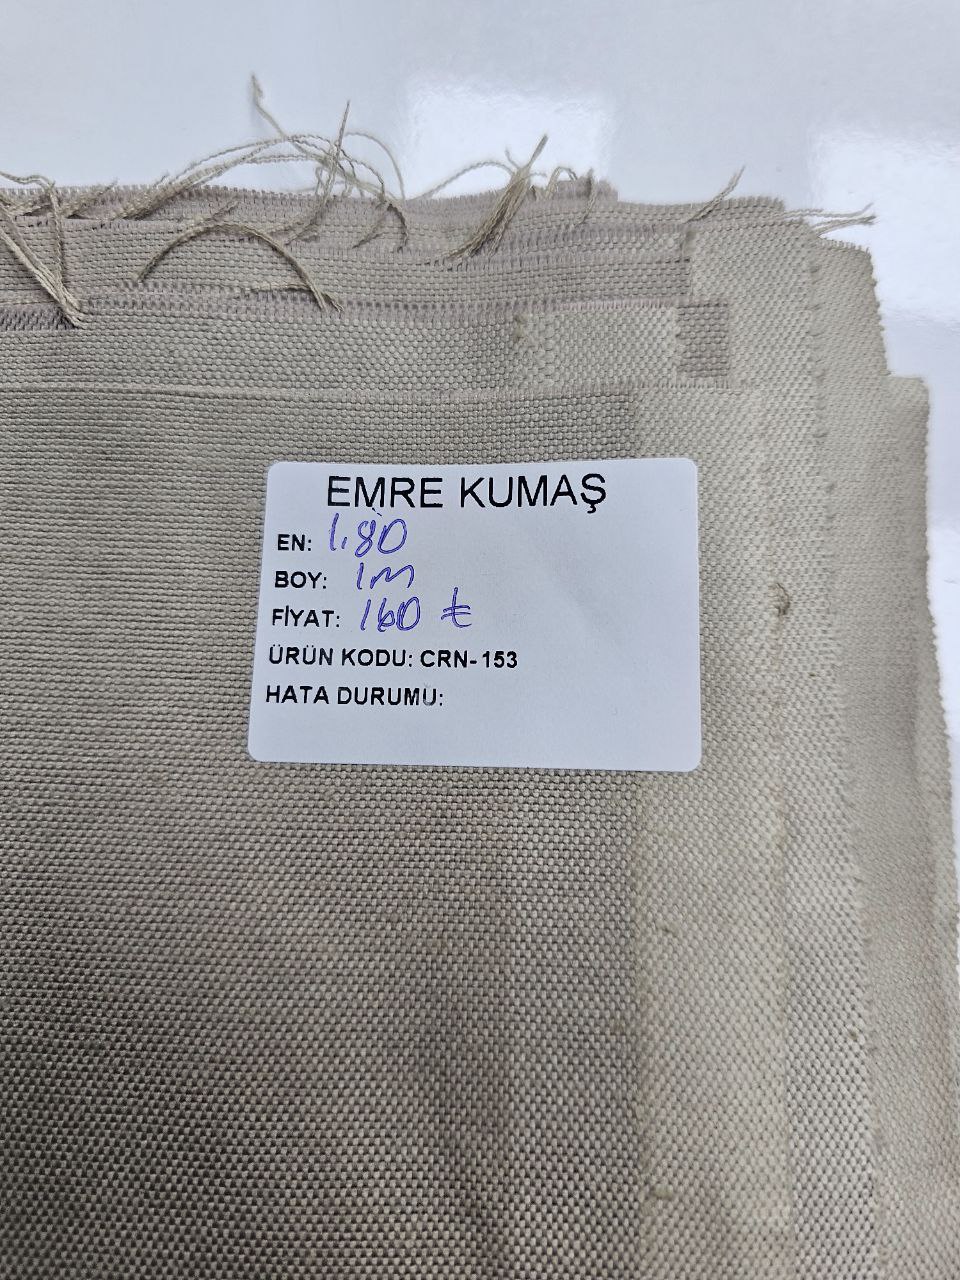 EMRE KUMAŞ
EN: 1.80
BOY: 1m
FİYAT: 160 ₺
ÜRÜN KODU: CRN-153
HATA DURUMU: